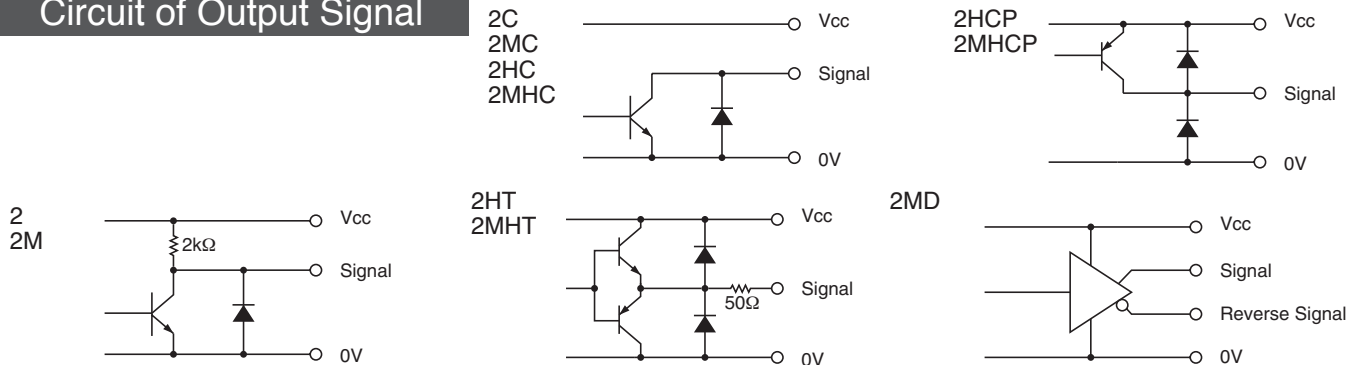 Circuit of Output Signal
2C
2MC
2HC
2MHC
Vcc
Signal
0V
2HCP
2MHCP
Vcc
Signal
0V
2
2M
Vcc
2kΩ
Signal
0V
2HT
2MHT
Vcc
Signal
50Ω
0V
2MD
Vcc
Signal
Reverse Signal
0V